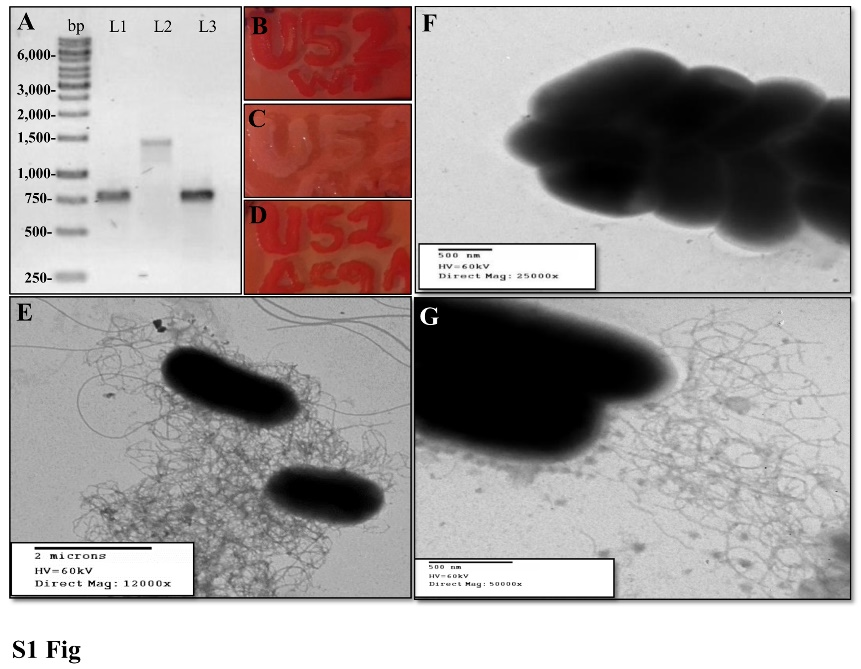 A
bp L1 L2 L3
6,000-
3,000-
2,000-
1,500-
1,000-
750-
500-
250-
B
U52
WT
C
U5
D
U52
F
500 nm
HV=60kV
Direct Mag: 25000x
E
2 microns
HV=60kV
Direct Mag: 12000x
G
500 nm
HV=60kV
Direct Mag: 50000x
S1 Fig